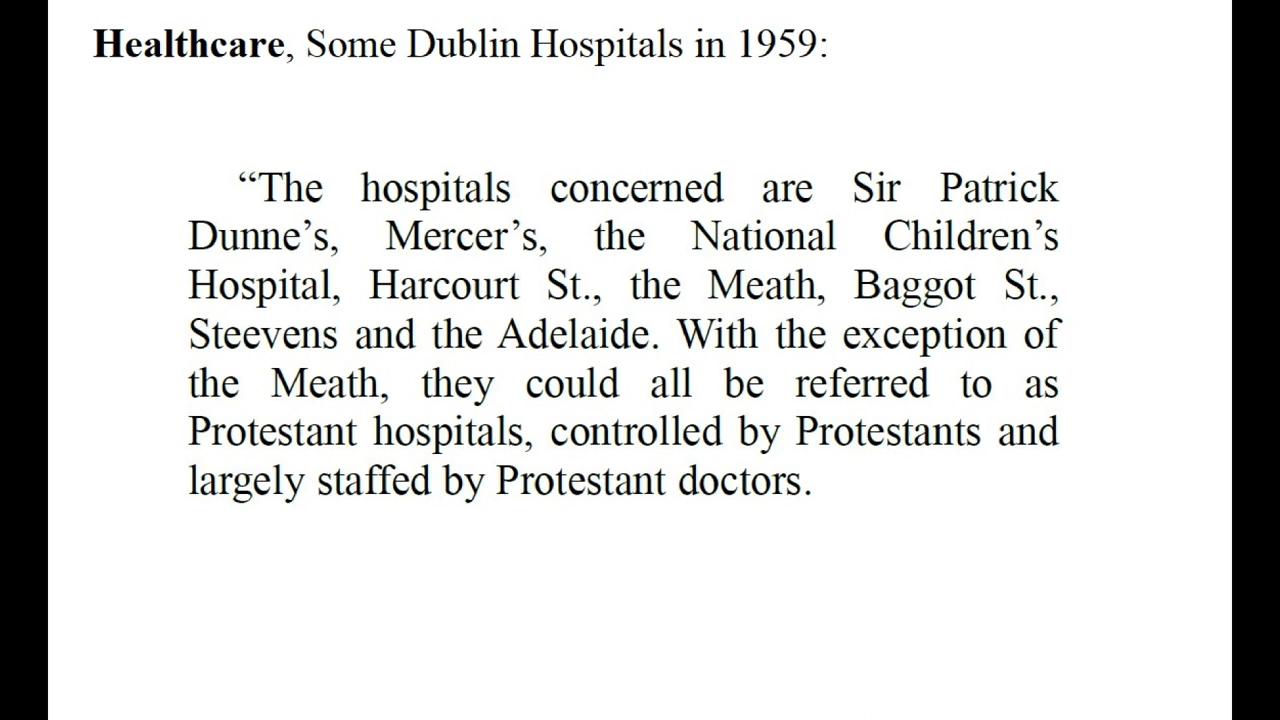 Healthcare, Some Dublin Hospitals in 1959:
“The hospitals concerned are Sir Patrick
Dunne’s, Mercer’s, the National Children’s
Hospital, Harcourt St., the Meath, Baggot St.,
Steevens and the Adelaide. With the exception of
the Meath, they could all be referred to as
Protestant hospitals, controlled by Protestants and
largely staffed by Protestant doctors.